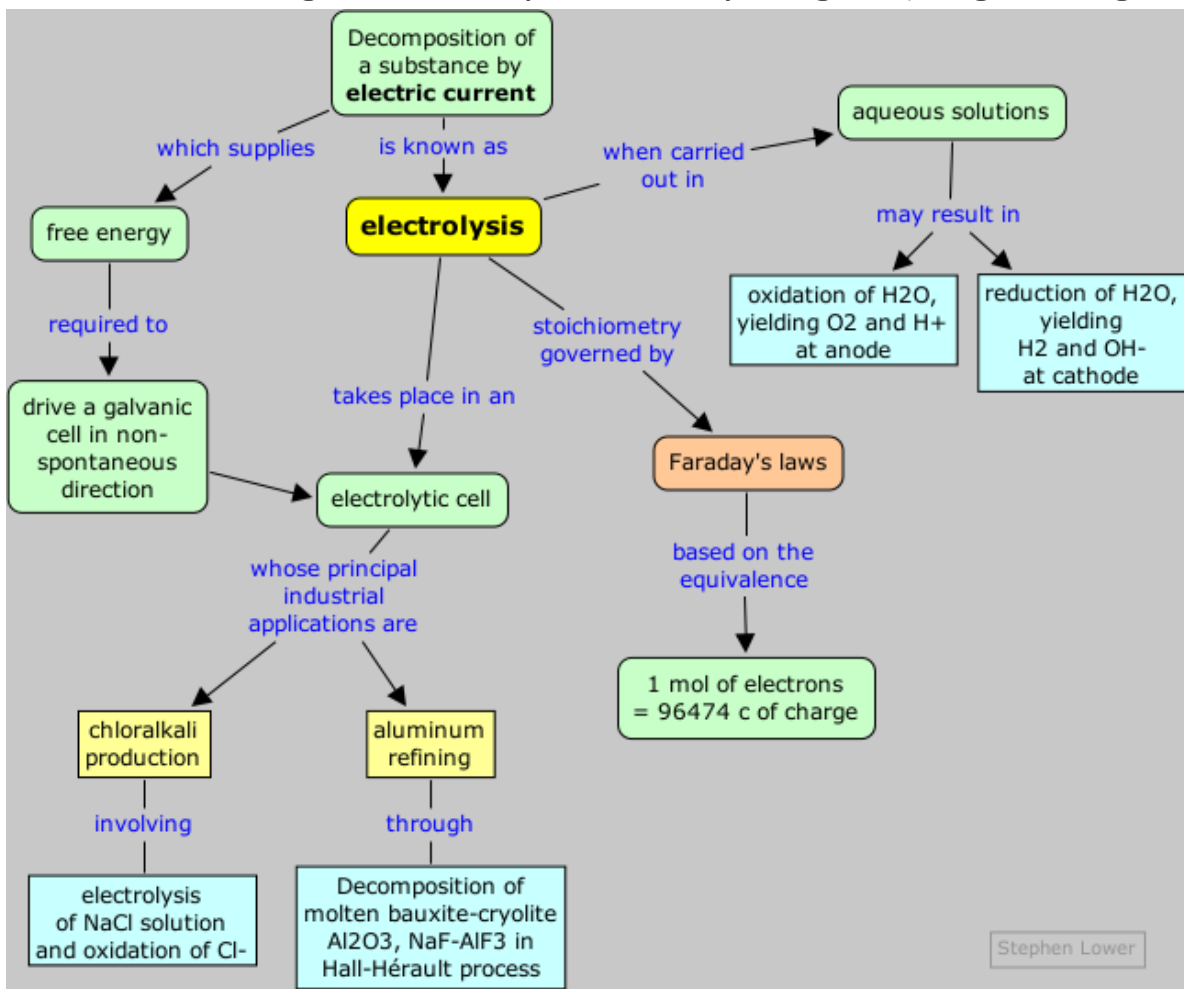 Decomposition of
a substance by
electric current
which supplies
is known as
when carried
out in
aqueous solutions
free energy
electrolysis
may result in
oxidation of H2O,
yielding O2 and H+
at anode
reduction of H2O,
yielding
H2 and OH-
at cathode
required to
stoichiometry
governed by
takes place in an
drive a galvanic
cell in non-
spontaneous
direction
Faraday's laws
electrolytic cell
based on the
equivalence
whose principal
industrial
applications are
1 mol of electrons
= 96474 c of charge
chloralkali
production
aluminum
refining
involving
through
electrolysis
of NaCl solution
and oxidation of Cl-
Decomposition of
molten bauxite-cryolite
Al2O3, NaF-AlF3 in
Hall-Hérault process
Stephen Lower